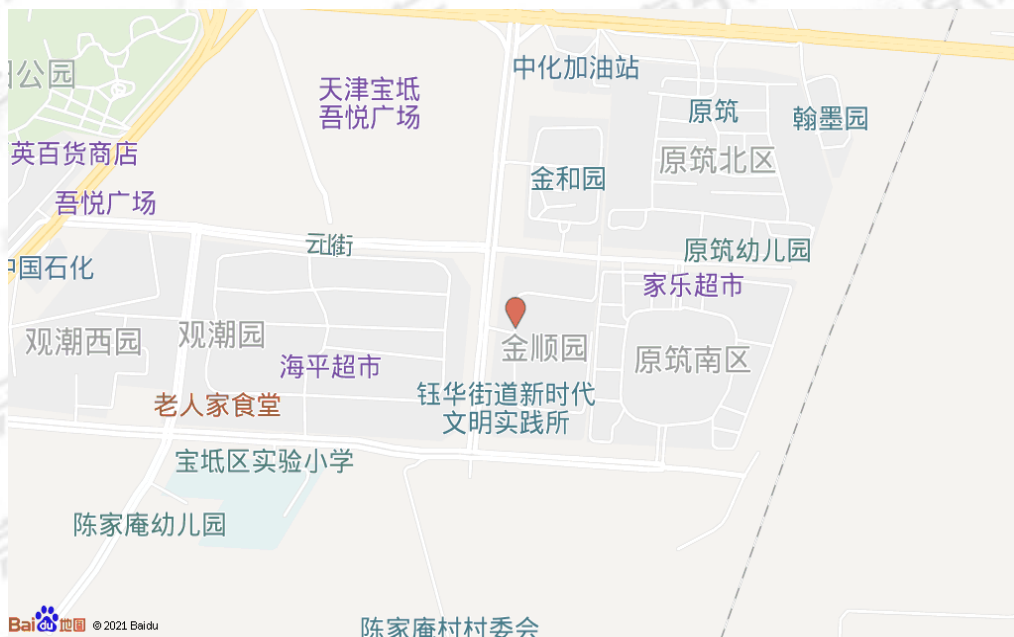 中化加油站
公园
天津宝坻
吾悦广场
原筑
翰墨园
英百货商店
原筑北区
金和园
吾悦广场
云街
原筑幼儿园
中国石化
家乐超市
观潮西园
观潮园
金顺园
原筑南区
海平超市
钰华街道新时代
文明实践所
老人家食堂
宝坻区实验小学
陈家庵幼儿园
Bai du 地图 © 2021 Baidu
陈家庵村村委会